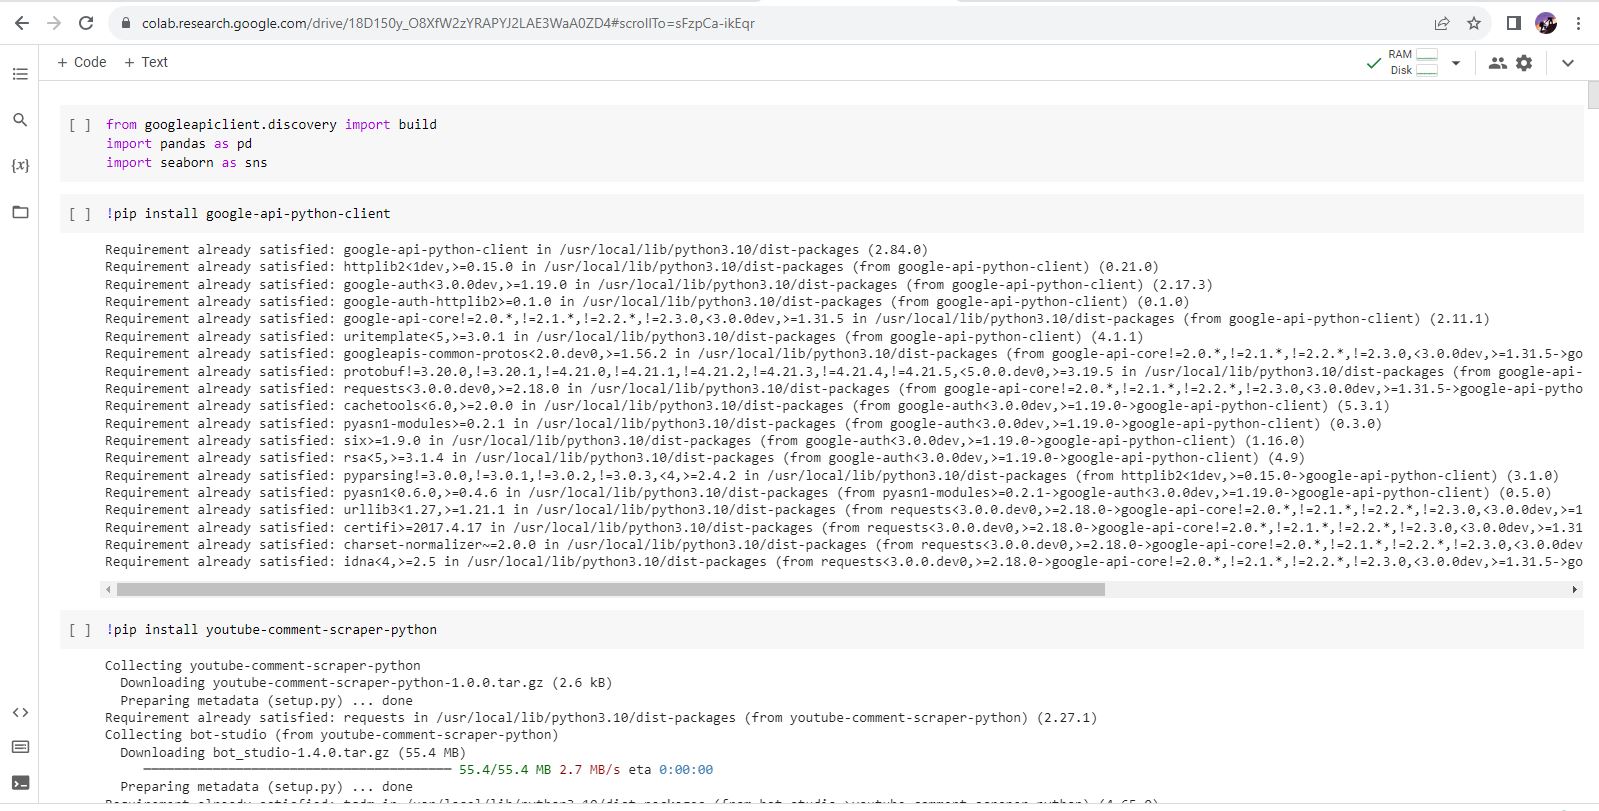 colab.research.google.com/drive/18D150y_O8XfW2zYRAPYJ2LAE3WaA0ZD4#scrollTo=sFzpCa-ikEqr
+ Code + Text
RAM
Disk
[ ] from googleapiclient.discovery import build
import pandas as pd
import seaborn as sns
{x}
[ ] !pip install google-api-python-client
Requirement already satisfied: google-api-python-client in /usr/local/lib/python3.10/dist-packages (2.84.0)
Requirement already satisfied: httplib2<1dev,>=0.15.0 in /usr/local/lib/python3.10/dist-packages (from google-api-python-client) (0.21.0)
Requirement already satisfied: google-auth<3.0.0dev,>=1.19.0 in /usr/local/lib/python3.10/dist-packages (from google-api-python-client) (2.17.3)
Requirement already satisfied: google-auth-httplib2>=0.1.0 in /usr/local/lib/python3.10/dist-packages (from google-api-python-client) (0.1.0)
Requirement already satisfied: google-api-core!=2.0.*,!=2.1.*,!=2.2.*,!=2.3.0,<3.0.0dev,>=1.31.5 in /usr/local/lib/python3.10/dist-packages (from google-api-python-client) (2.11.1)
Requirement already satisfied: uritemplate<5,>=3.0.1 in /usr/local/lib/python3.10/dist-packages (from google-api-python-client) (4.1.1)
Requirement already satisfied: googleapis-common-protos<2.0.dev0,>=1.56.2 in /usr/local/lib/python3.10/dist-packages (from google-api-core!=2.0.*,!=2.1.*,!=2.2.*,!=2.3.0,<3.0.0dev,>=1.31.5->go
Requirement already satisfied: protobuf!=3.20.0,!=3.20.1,!=4.21.0,!=4.21.1,!=4.21.2,!=4.21.3,!=4.21.4,!=4.21.5,<5.0.0.dev0,>=3.19.5 in /usr/local/lib/python3.10/dist-packages (from google-api-
Requirement already satisfied: requests<3.0.0.dev0,>=2.18.0 in /usr/local/lib/python3.10/dist-packages (from google-api-core!=2.0.*,!=2.1.*,!=2.2.*,!=2.3.0,<3.0.0dev,>=1.31.5->google-api-pytho
Requirement already satisfied: cachetools<6.0,>=2.0.0 in /usr/local/lib/python3.10/dist-packages (from google-auth<3.0.0dev,>=1.19.0->google-api-python-client) (5.3.1)
Requirement already satisfied: pyasn1-modules>=0.2.1 in /usr/local/lib/python3.10/dist-packages (from google-auth<3.0.0dev,>=1.19.0->google-api-python-client) (0.3.0)
Requirement already satisfied: six>=1.9.0 in /usr/local/lib/python3.10/dist-packages (from google-auth<3.0.0dev,>=1.19.0->google-api-python-client) (1.16.0)
Requirement already satisfied: rsa<5,>=3.1.4 in /usr/local/lib/python3.10/dist-packages (from google-auth<3.0.0dev,>=1.19.0->google-api-python-client) (4.9)
Requirement already satisfied: pyparsing!=3.0.0,!=3.0.1,!=3.0.2,!=3.0.3,<4,>=2.4.2 in /usr/local/lib/python3.10/dist-packages (from httplib2<1dev,>=0.15.0->google-api-python-client) (3.1.0)
Requirement already satisfied: pyasn1<0.6.0,>=0.4.6 in /usr/local/lib/python3.10/dist-packages (from pyasn1-modules>=0.2.1->google-auth<3.0.0dev,>=1.19.0->google-api-python-client) (0.5.0)
Requirement already satisfied: urllib3<1.27,>=1.21.1 in /usr/local/lib/python3.10/dist-packages (from requests<3.0.0.dev0,>=2.18.0->google-api-core!=2.0.*,!=2.1.*,!=2.2.*,!=2.3.0,<3.0.0dev,>=1
Requirement already satisfied: certifi>=2017.4.17 in /usr/local/lib/python3.10/dist-packages (from requests<3.0.0.dev0,>=2.18.0->google-api-core!=2.0.*,!=2.1.*,!=2.2.*,!=2.3.0,<3.0.0dev,>=1.31
Requirement already satisfied: charset-normalizer~=2.0.0 in /usr/local/lib/python3.10/dist-packages (from requests<3.0.0.dev0,>=2.18.0->google-api-core!=2.0.*,!=2.1.*,!=2.2.*,!=2.3.0,<3.0.0dev
Requirement already satisfied: idna<4,>=2.5 in /usr/local/lib/python3.10/dist-packages (from requests<3.0.0.dev0,>=2.18.0->google-api-core!=2.0.*,!=2.1.*,!=2.2.*,!=2.3.0,<3.0.0dev,>=1.31.5->go
[ ] !pip install youtube-comment-scraper-python
Collecting youtube-comment-scraper-python
Downloading youtube-comment-scraper-python-1.0.0.tar.gz (2.6 kB)
Preparing metadata (setup.py) ... done
Requirement already satisfied: requests in /usr/local/lib/python3.10/dist-packages (from youtube-comment-scraper-python) (2.27.1)
Collecting bot-studio (from youtube-comment-scraper-python)
Downloading bot_studio-1.4.0.tar.gz (55.4 MB)
55.4/55.4 MB 2.7 MB/s eta 0:00:00
Preparing metadata (setup.py) ... done
Requirement already satisfied: tqdm in /usr/local/lib/python3.10/dist-packages (from bot-studio->youtube-comment-scraper-python) (4.65.0)